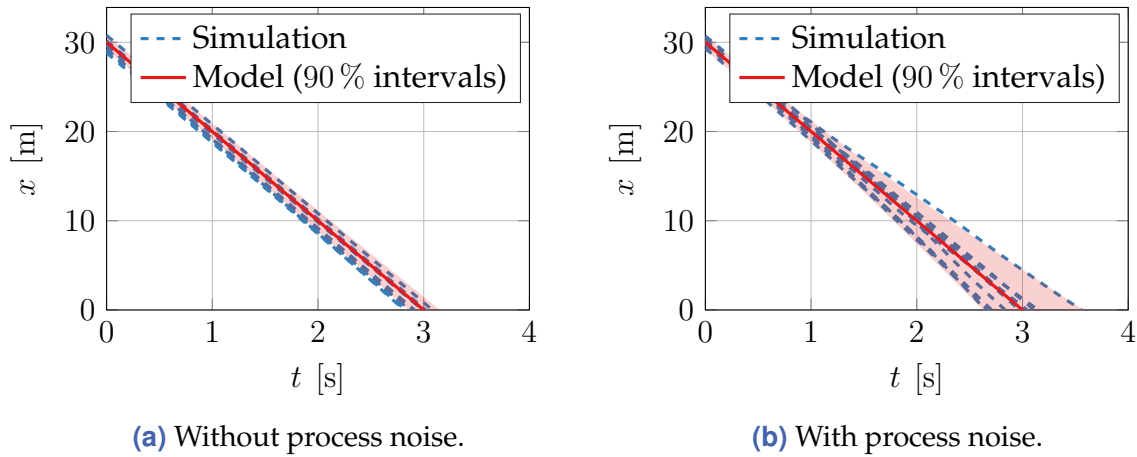 Simulation
Model (90 % intervals)
30
20
10
0
x [m]
0 1 2 3 4
t [s]
(a) Without process noise.
Simulation
Model (90 % intervals)
30
20
10
0
x [m]
0 1 2 3 4
t [s]
(b) With process noise.